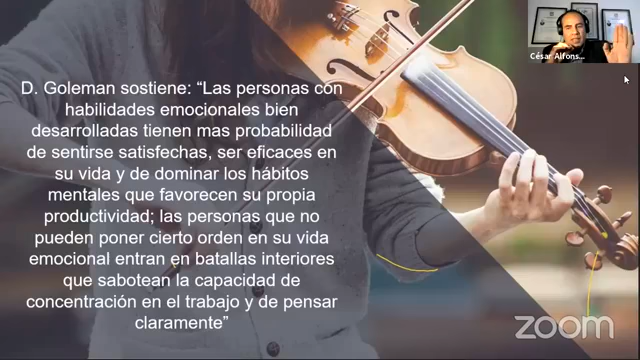 César Alfons...
D. Goleman sostiene: “Las personas con
habilidades emocionales bien
desarrolladas tienen mas probabilidad
de sentirse satisfechas, ser eficaces en
su vida y de dominar los hábitos
mentales que favorecen su propia
productividad; las personas que no
pueden poner cierto orden en su vida
emocional entran en batallas interiores
que sabotean la capacidad de
concentración en el trabajo y de pensar
claramente”
zoom